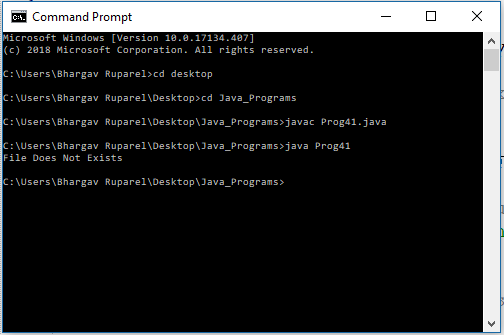 Command Prompt
Microsoft Windows [Version 10.0.17134.407]
(c) 2018 Microsoft Corporation. All rights reserved.
C:\Users\Bhargav Ruparel>cd desktop
C:\Users\Bhargav Ruparel\Desktop>cd Java_Programs
C:\Users\Bhargav Ruparel\Desktop\Java_Programs>javac Prog41.java
C:\Users\Bhargav Ruparel\Desktop\Java_Programs>java Prog41
File Does Not Exists
C:\Users\Bhargav Ruparel\Desktop\Java_Programs>